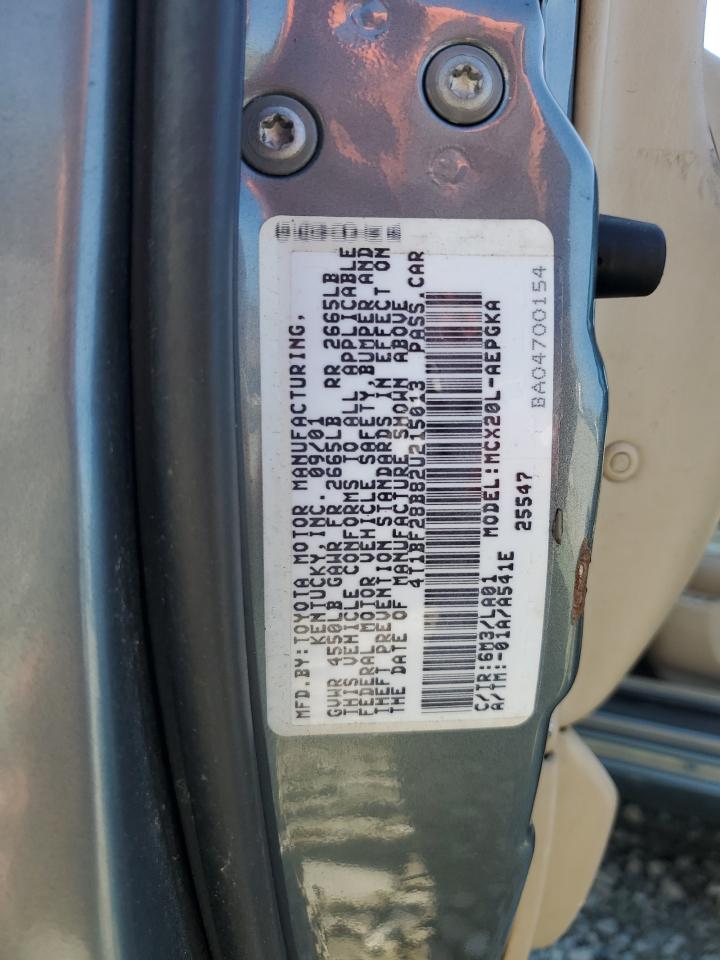 MFD.BY:TOYOTA MOTOR MANUFACTURING,
KENTUCKY, INC. 09/01
GVWR 4550LB GAWR FR 2665LB RR 2665LB
THIS VEHICLE CONFORMS TO ALL APPLICABLE
FEDERAL MOTOR VEHICLE SAFETY,BUMPER AND
THEFT PREVENTION STANDARDS IN EFFECT ON
THE DATE OF MANUFACTURE SHOWN ABOVE
4T1BF28B82U215013 PASS.CAR
C/TR:6M3/LA01 MODEL:MCX20L-AEPGKA
A/TM:-01A/A541E 25547
BA04700154